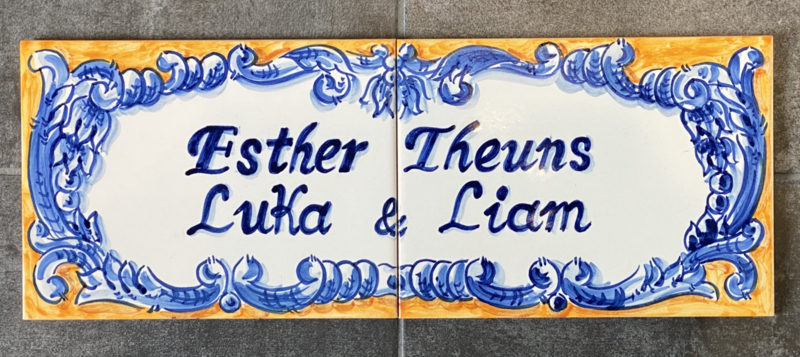 Esther Theuns
Luka & Liam